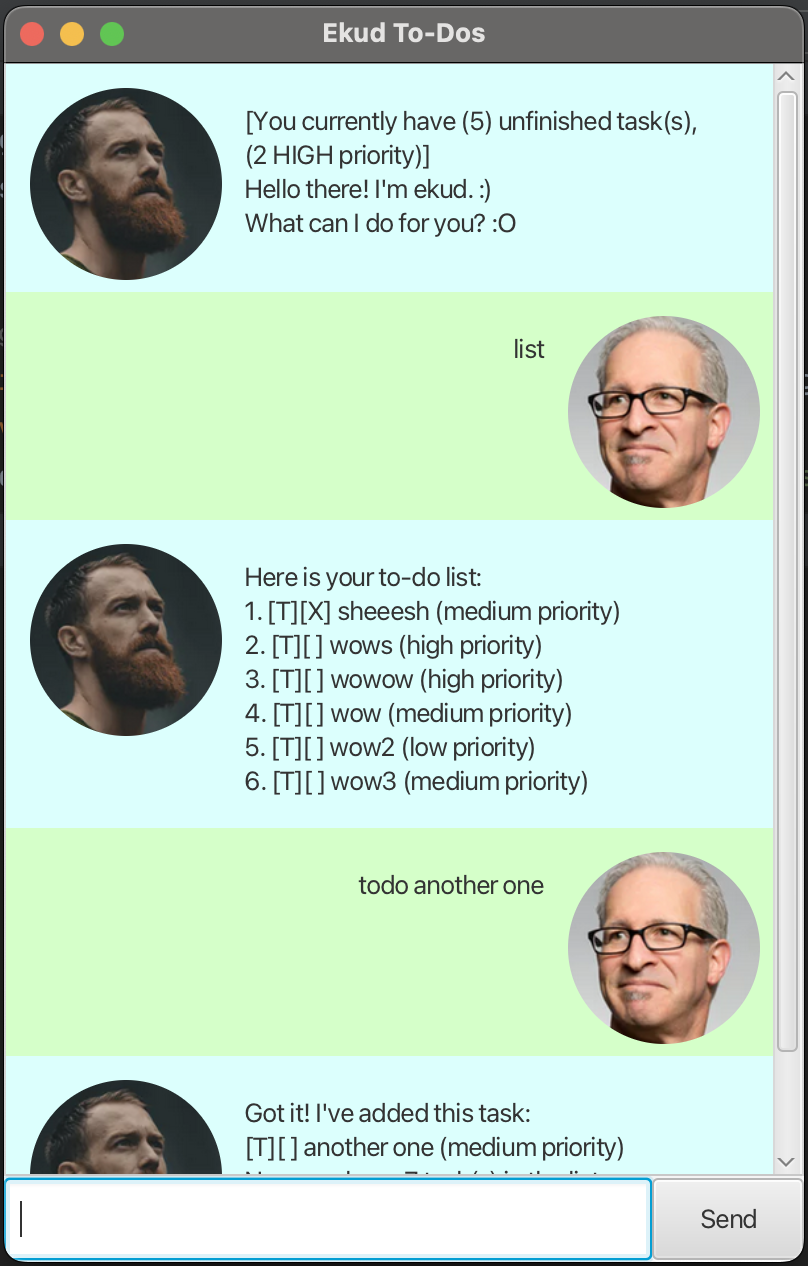 Ekud To-Dos
[You currently have (5) unfinished task(s),
(2 HIGH priority)]
Hello there! I'm ekud. :)
What can I do for you? :O
list
Here is your to-do list:
1. [T][X] sheeesh (medium priority)
2. [T][ ] wows (high priority)
3. [T][ ] wowow (high priority)
4. [T][ ] wow (medium priority)
5. [T][ ] wow2 (low priority)
6. [T][ ] wow3 (medium priority)
todo another one
Got it! I've added this task:
[T][ ] another one (medium priority)
Send